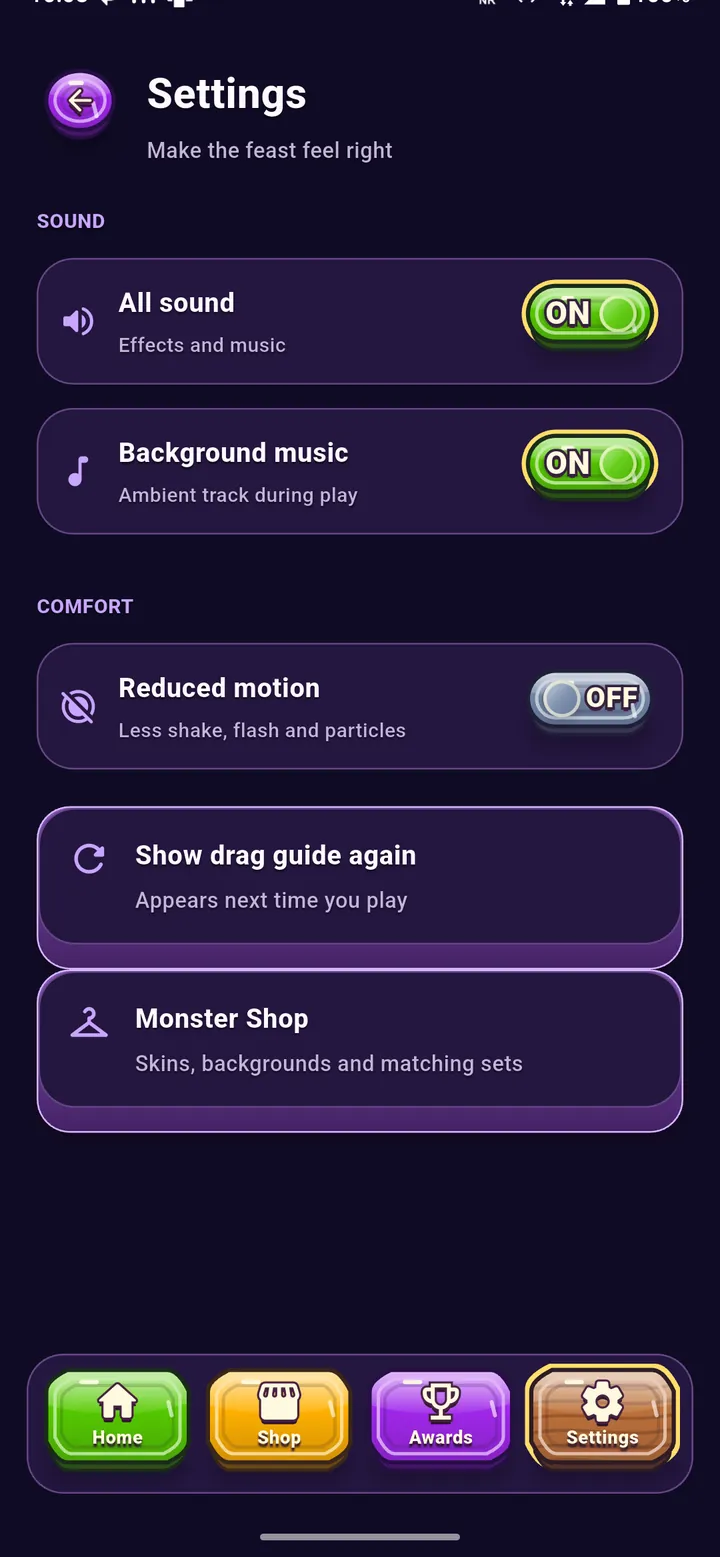 Settings
Make the feast feel right
SOUND
All sound
Effects and music
ON
Background music
Ambient track during play
ON
COMFORT
Reduced motion
Less shake, flash and particles
OFF
Show drag guide again
Appears next time you play
Monster Shop
Skins, backgrounds and matching sets
Home
Shop
Awards
Settings